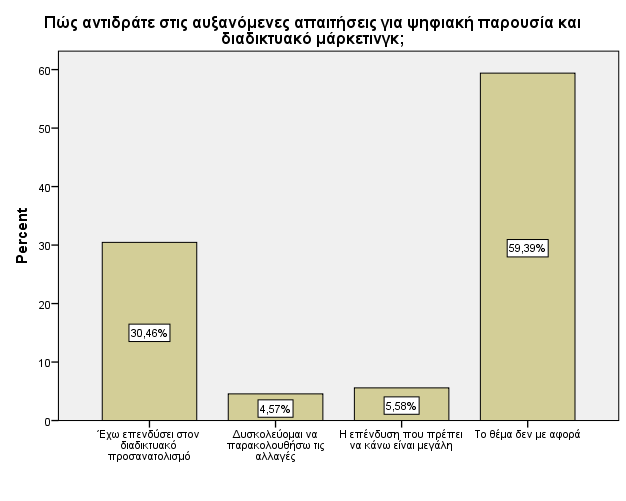 Πώς αντιδράτε στις αυξανόμενες απαιτήσεις για ψηφιακή παρουσία και
διαδικτυακό μάρκετινγκ;
Percent
60
50
40
30
20
10
0
30,46%
4,57%
5,58%
59,39%
Έχω επενδύσει στον
διαδικτυακό
προσανατολισμό
Δυσκολεύομαι να
παρακολουθήσω τις
αλλαγές
Η επένδυση που πρέπει
να κάνω είναι μεγάλη
Το θέμα δεν με αφορά